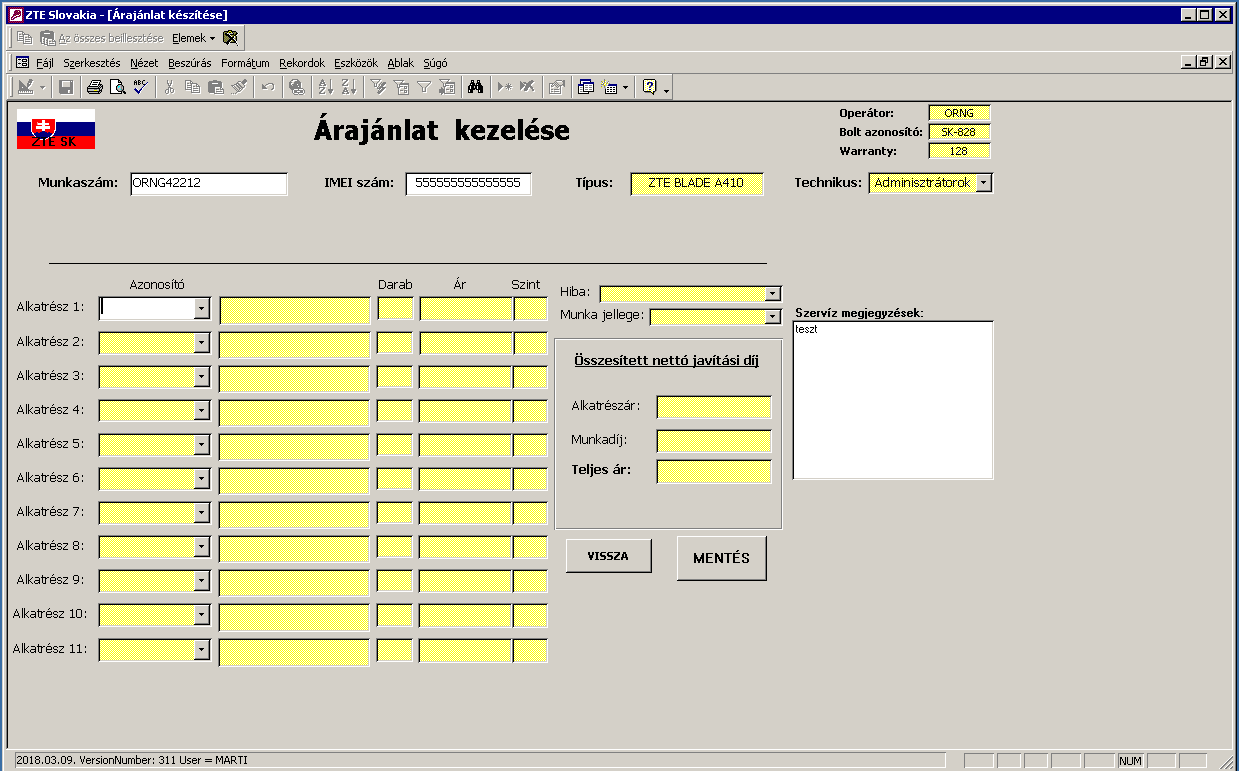 ZTE Slovakia - [Árajánlat készítése]
Az összes beillesztése Elemek
Fájl Szerkesztés Nézet Beszúrás Formátum Rekordok Eszközök Ablak Súgó
ZTE SK
Árajánlat kezelése
Operátor: ORNG
Bolt azonosító: SK-828
Warranty: 128
Munkaszám: ORNG42212 IMEI szám: 555555555555555 Típus: ZTE BLADE A410 Technikus: Adminisztrátorok
Azonosító Darab Ár Szint
Hiba:
Munka jellege:
Alkatrész 1:
Alkatrész 2:
Alkatrész 3:
Alkatrész 4:
Alkatrész 5:
Alkatrész 6:
Alkatrész 7:
Alkatrész 8:
Alkatrész 9:
Alkatrész 10:
Alkatrész 11:
Összesített nettó javítási díj
Alkatrészár:
Munkadíj:
Teljes ár:
VISSZA MENTÉS
Szervíz megjegyzések:
teszt
2018.03.09. VersionNumber: 311 User = MARTI NUM